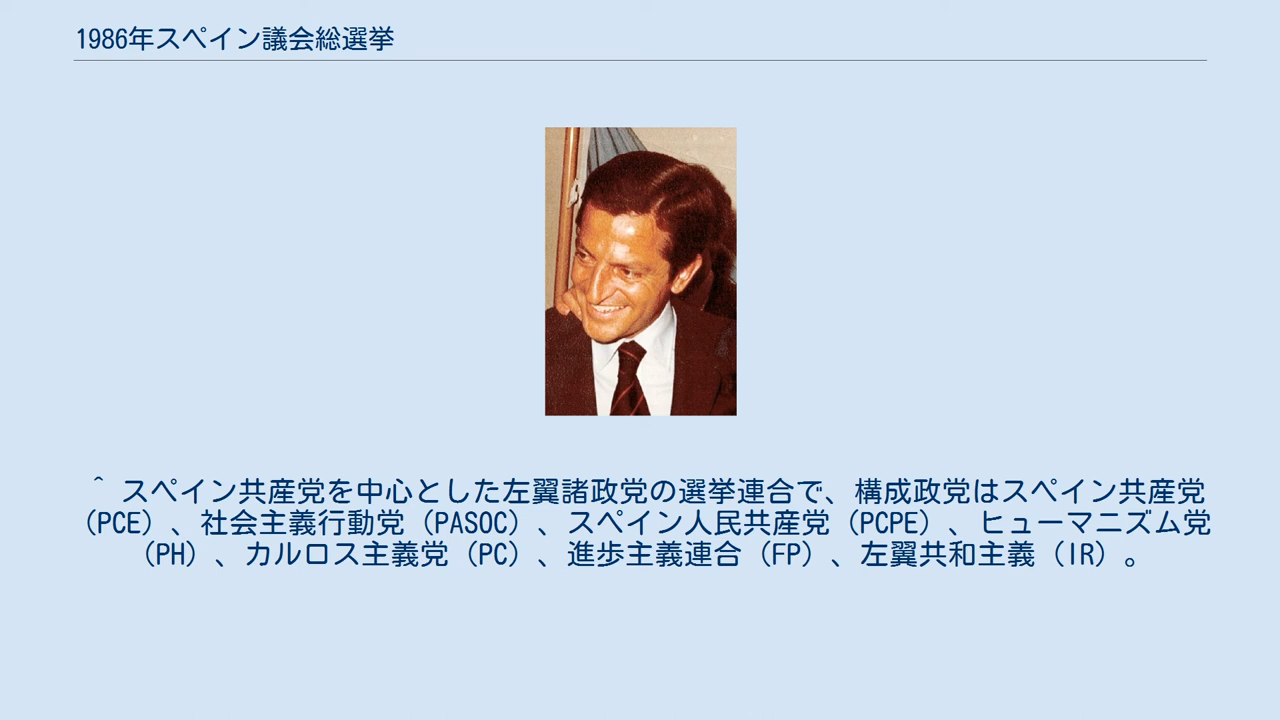 1986年スペイン議会総選挙
^ スペイン共産党を中心とした左翼諸政党の選挙連合で、構成政党はスペイン共産党
（PCE）、社会主義行動党（PASOC）、スペイン人民共産党（PCPE）、ヒューマニズム党
（PH）、カルロス主義党（PC）、進歩主義連合（FP）、左翼共和主義（IR）。